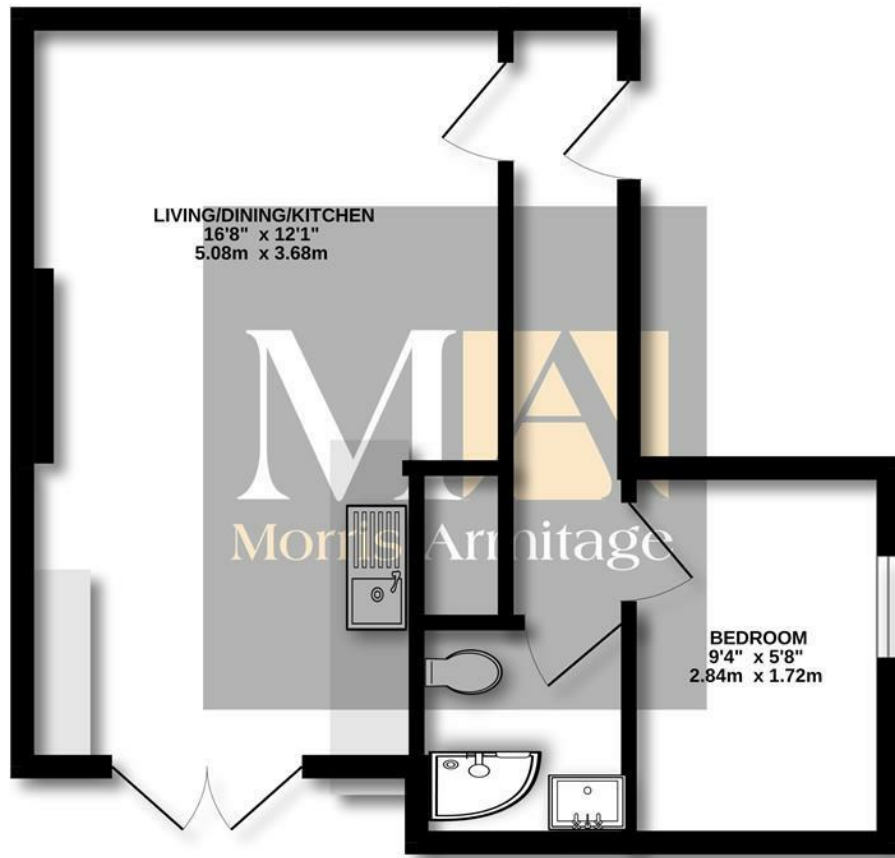 LIVING/DINING/KITCHEN
16'8" x 12'1"
5.08m x 3.68m
MA
Morris Armitage
BEDROOM
9'4" x 5'8"
2.84m x 1.72m